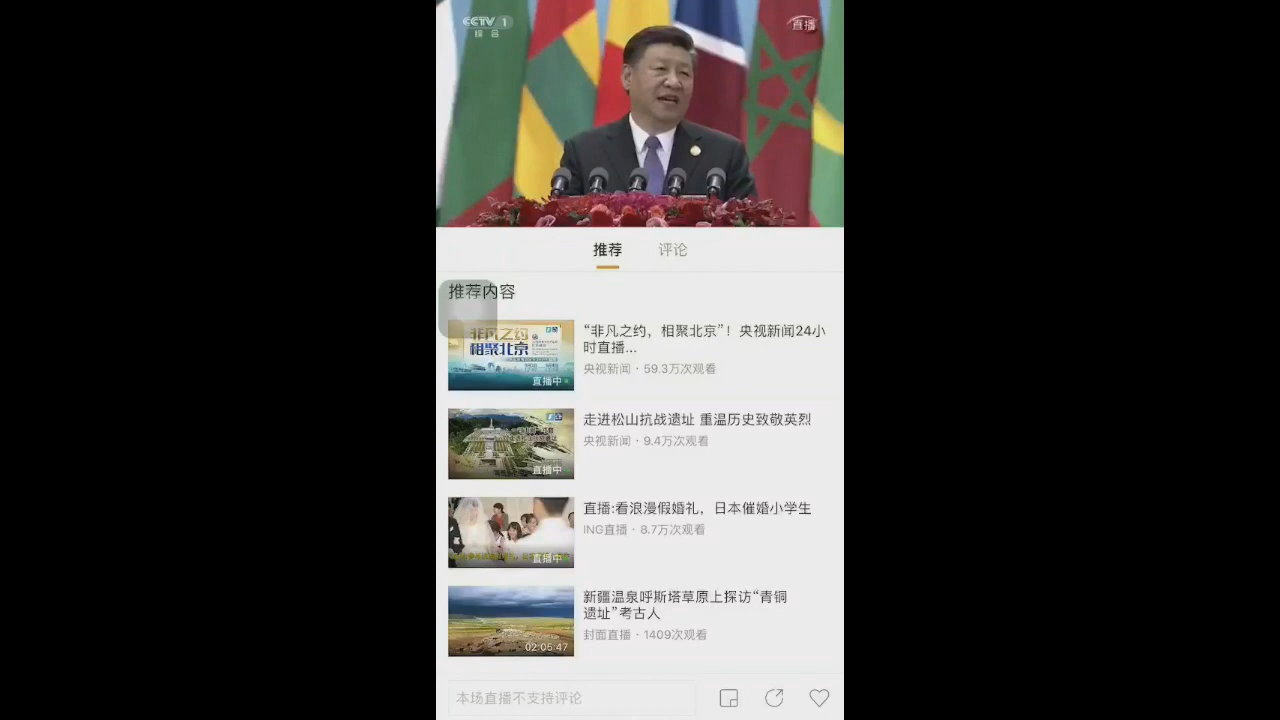 CCTV 1
综合
直播
推荐
评论
推荐内容
非凡之约
相聚北京
直播中
“非凡之约，相聚北京”！央视新闻24小
时直播...
央视新闻 · 59.3万次观看
直播中
走进松山抗战遗址 重温历史致敬英烈
央视新闻 · 9.4万次观看
直播中
直播:看浪漫假婚礼，日本催婚小学生
ING直播 · 8.7万次观看
02:05:47
新疆温泉呼斯塔草原上探访“青铜
遗址”考古人
封面直播 · 1409次观看
本场直播不支持评论